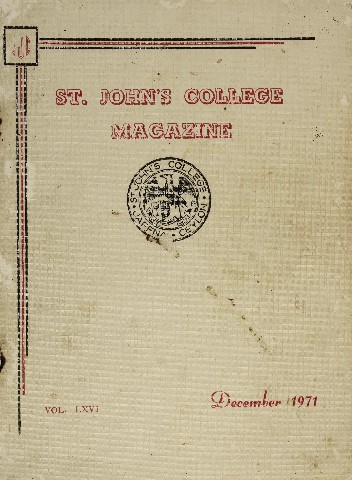 J
ST. JOHN'S COLLEGE
MAGAZINE
ST. JOHN'S COLLEGE
JAFFNA • CEYLON
VOL. LXVI
December 1971